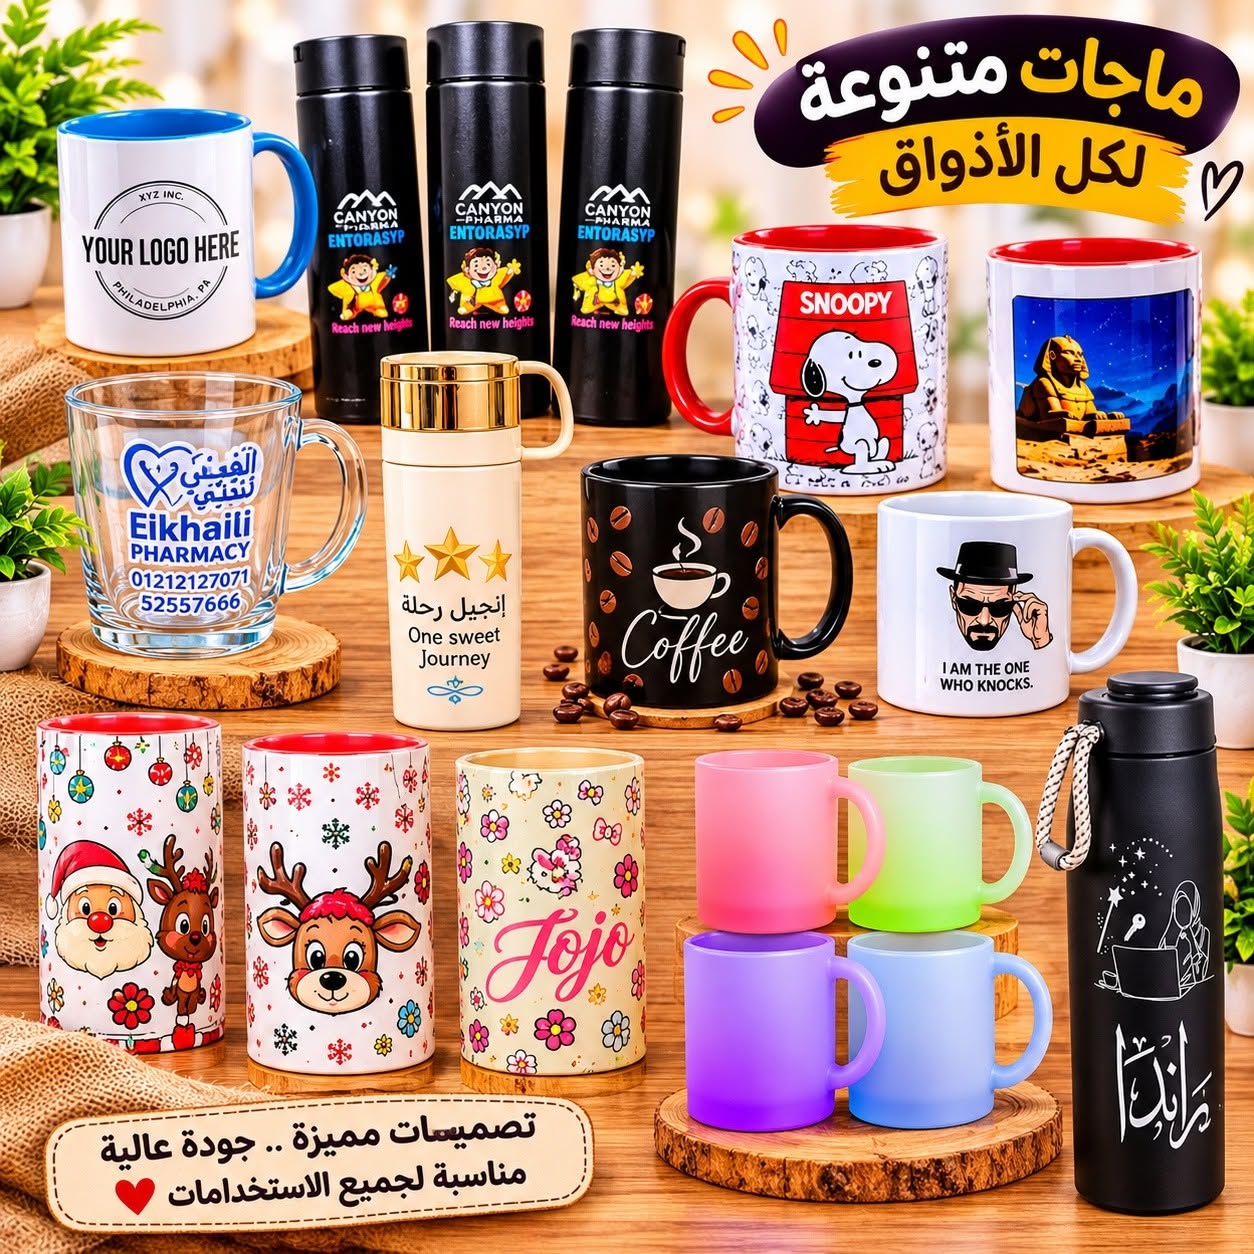 ماجات متنوعة
لكل الأذواق
XYZ INC.
YOUR LOGO HERE
PHILADELPHIA, PA
CANYON
PHARMA
ENTORASYP
Reach new heights
CANYON
PHARMA
ENTORASYP
Reach new heights
CANYON
PHARMA
ENTORASYP
Reach new heights
SNOOPY
Eikhaili
PHARMACY
01212127071
52557666
إنجيل رحلة
One sweet
Journey
Coffee
I AM THE ONE
WHO KNOCKS.
Jojo
راندا
تصميمات مميزة .. جودة عالية
مناسبة لجميع الاستخدامات